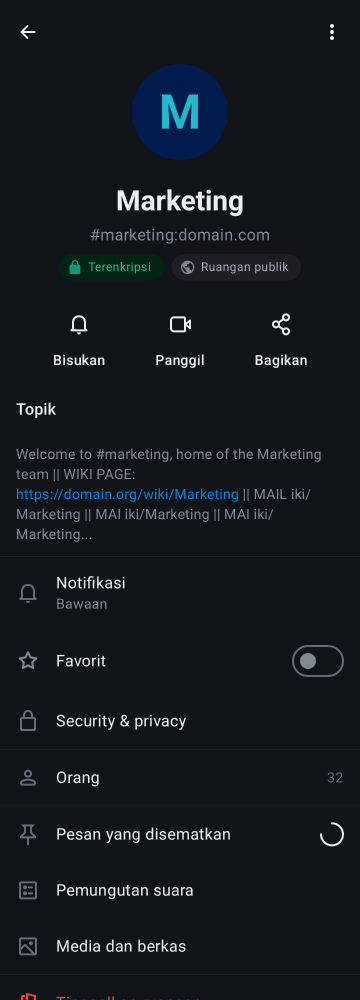 M
Marketing
#marketing:domain.com
Terenkripsi
Ruangan publik
Bisukan
Panggil
Bagikan
Topik
Welcome to #marketing, home of the Marketing
team || WIKI PAGE:
https://domain.org/wiki/Marketing || MAIL iki/
Marketing || MAI iki/Marketing || MAI iki/
Marketing...
Notifikasi
Bawaan
Favorit
Security & privacy
Orang
32
Pesan yang disematkan
Pemungutan suara
Media dan berkas